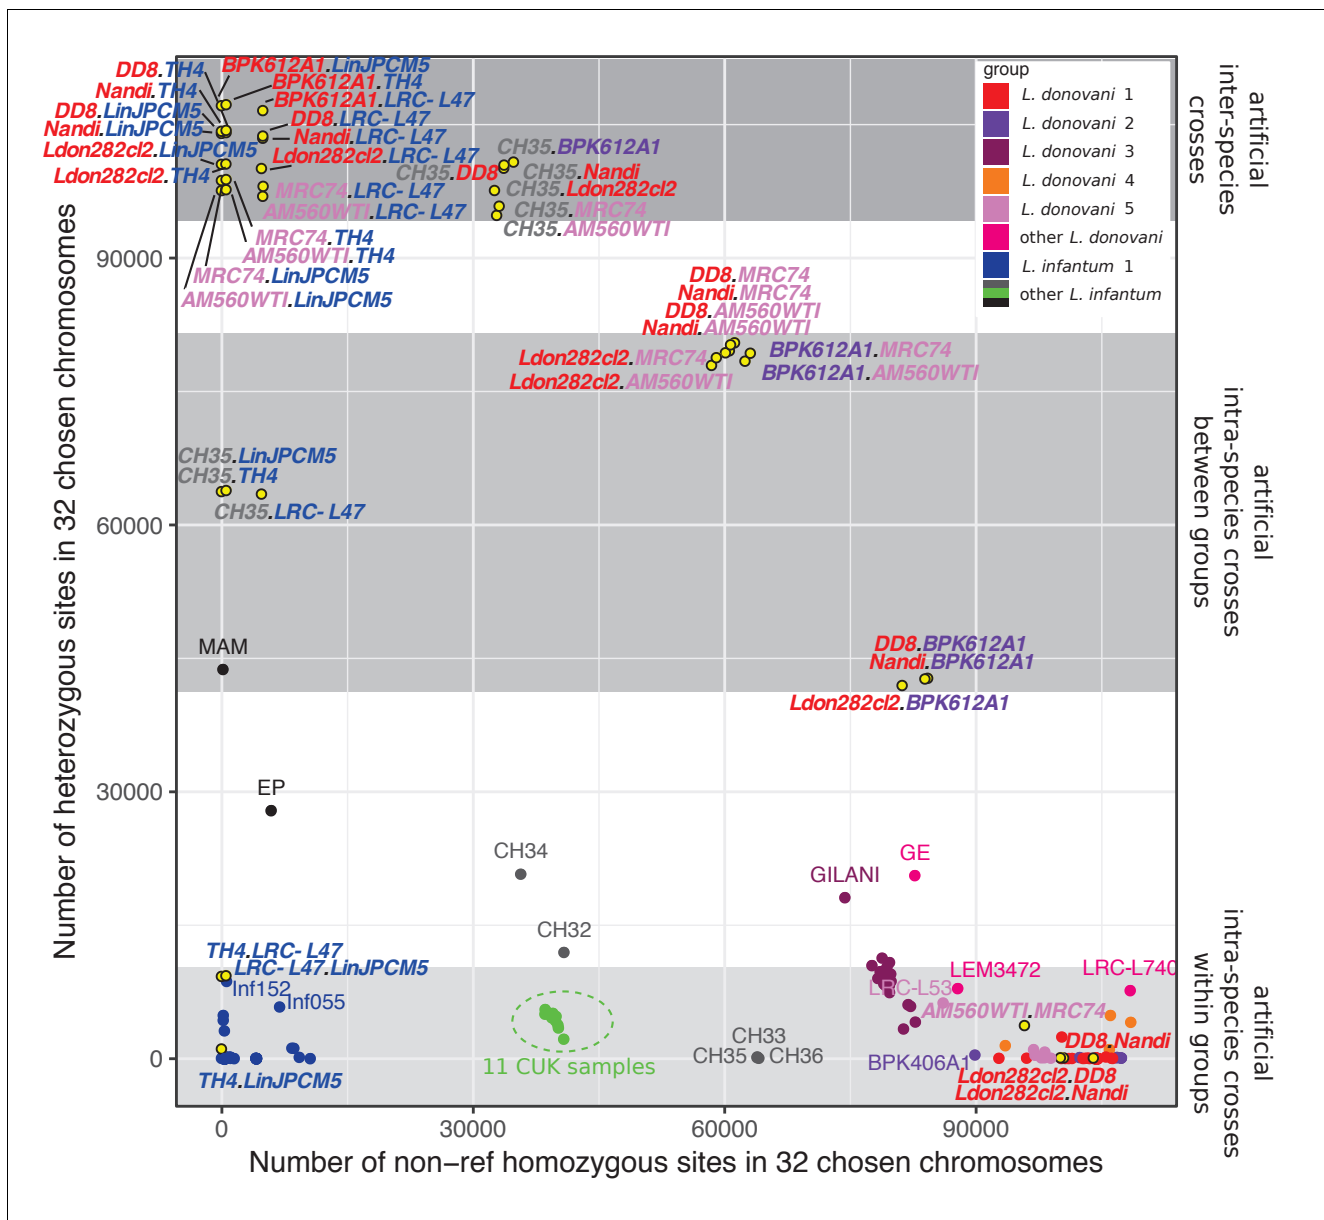 DD8.TH4
BPK612A1.LinJPCM5
Nandi.TH4
BPK612A1.TH4
DD8.LinJPCM5
BPK612A1.LRC- L47
Nandi.LinJPCM5
DD8.LRC- L47
Nandi.LRC- L47
Ldon282cl2.LinJPCM5
Ldon282cl2.LRC- L47
Ldon282cl2.TH4
MRC74.LRC- L47
AM560WTI.LRC- L47
MRC74.TH4
AM560WTI.TH4
MRC74.LinJPCM5
AM560WTI.LinJPCM5
CH35.BPK612A1
CH35.DD8
CH35.Nandi
CH35.Ldon282cl2
CH35.MRC74
CH35.AM560WTI
group
L. donovani 1
L. donovani 2
L. donovani 3
L. donovani 4
L. donovani 5
other L. donovani
L. infantum 1
other L. infantum
DD8.MRC74
Nandi.MRC74
DD8.AM560WTI
Nandi.AM560WTI
Ldon282cl2.MRC74
BPK612A1.MRC74
Ldon282cl2.AM560WTI
BPK612A1.AM560WTI
CH35.LinJPCM5
CH35.TH4
CH35.LRC- L47
MAM
DD8.BPK612A1
Nandi.BPK612A1
Ldon282cl2.BPK612A1
EP
CH34
GE
GILANI
CH32
TH4.LRC- L47
LRC- L47.LinJPCM5
Inf152
Inf055
TH4.LinJPCM5
11 CUK samples
CH33
CH35
CH36
LEM3472
LRC-L740
LRC-L53
AM560WTI.MRC74
BPK406A1
DD8.Nandi
Ldon282cl2.DD8
Ldon282cl2.Nandi
90000
60000
30000
0
0
30000
60000
90000
Number of non−ref homozygous sites in 32 chosen chromosomes
Number of heterozygous sites in 32 chosen chromosomes
artificial
inter-species
crosses
artificial
intra-species crosses
between groups
artificial
intra-species crosses
within groups